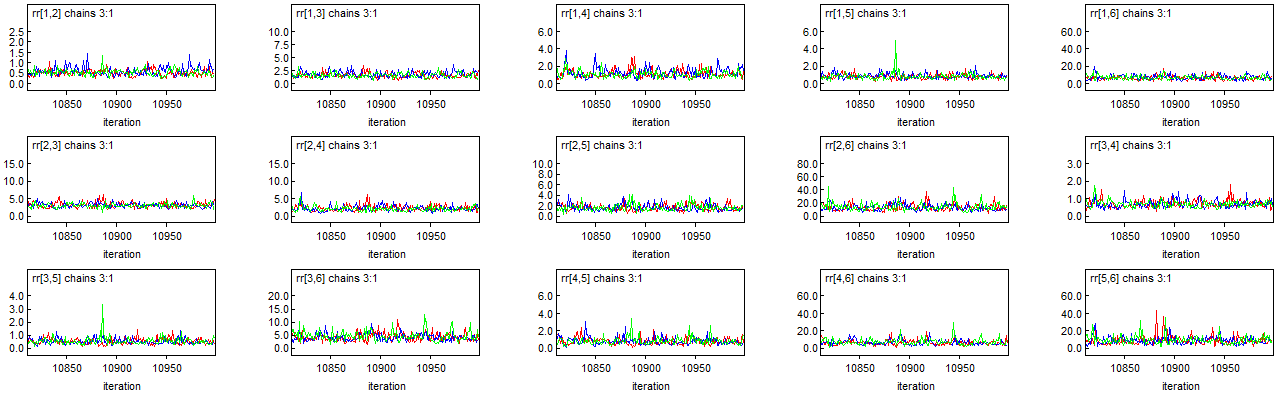 rr[1,2] chains 3:1 rr[1,3] chains 3:1 rr[1,4] chains 3:1 rr[1,5] chains 3:1 rr[1,6] chains 3:1
2.5 10.0 6.0 6.0 60.0
2.0 7.5 4.0 4.0 40.0
1.5 5.0 2.0 2.0 20.0
1.0 2.5 0.0 0.0 0.0
0.5 0.0
0.0
10850 10900 10950 10850 10900 10950 10850 10900 10950 10850 10900 10950 10850 10900 10950
iteration iteration iteration iteration iteration
rr[2,3] chains 3:1 rr[2,4] chains 3:1 rr[2,5] chains 3:1 rr[2,6] chains 3:1 rr[3,4] chains 3:1
15.0 15.0 10.0 80.0 3.0
10.0 10.0 8.0 60.0 2.0
5.0 5.0 6.0 40.0 1.0
0.0 0.0 4.0 20.0 0.0
2.0 0.0
0.0
10850 10900 10950 10850 10900 10950 10850 10900 10950 10850 10900 10950 10850 10900 10950
iteration iteration iteration iteration iteration
rr[3,5] chains 3:1 rr[3,6] chains 3:1 rr[4,5] chains 3:1 rr[4,6] chains 3:1 rr[5,6] chains 3:1
4.0 20.0 6.0 60.0 60.0
3.0 15.0 4.0 40.0 40.0
2.0 10.0 2.0 20.0 20.0
1.0 5.0 0.0 0.0 0.0
0.0 0.0
10850 10900 10950 10850 10900 10950 10850 10900 10950 10850 10900 10950 10850 10900 10950
iteration iteration iteration iteration iteration